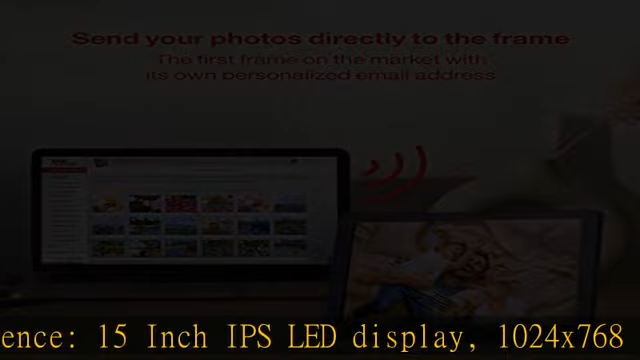 Send your photos directly to the frame
The first frame on the market with
its own personalized email address
ence: 15 Inch IPS LED display, 1024x768